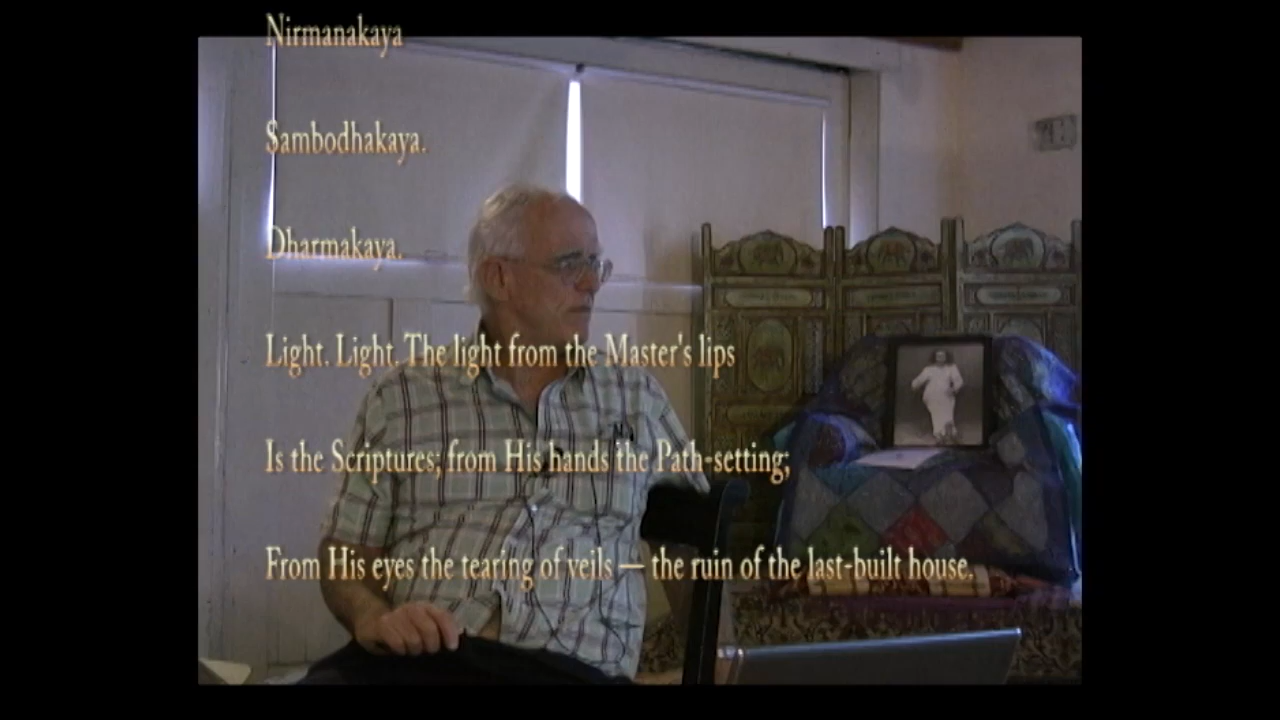 Nirmanakaya
Sambodhakaya.
Dharmakaya.
Light. Light. The light from the Master's lips
Is the Scriptures; from His hands the Path-setting;
From His eyes the tearing of veils — the ruin of the last-built house.